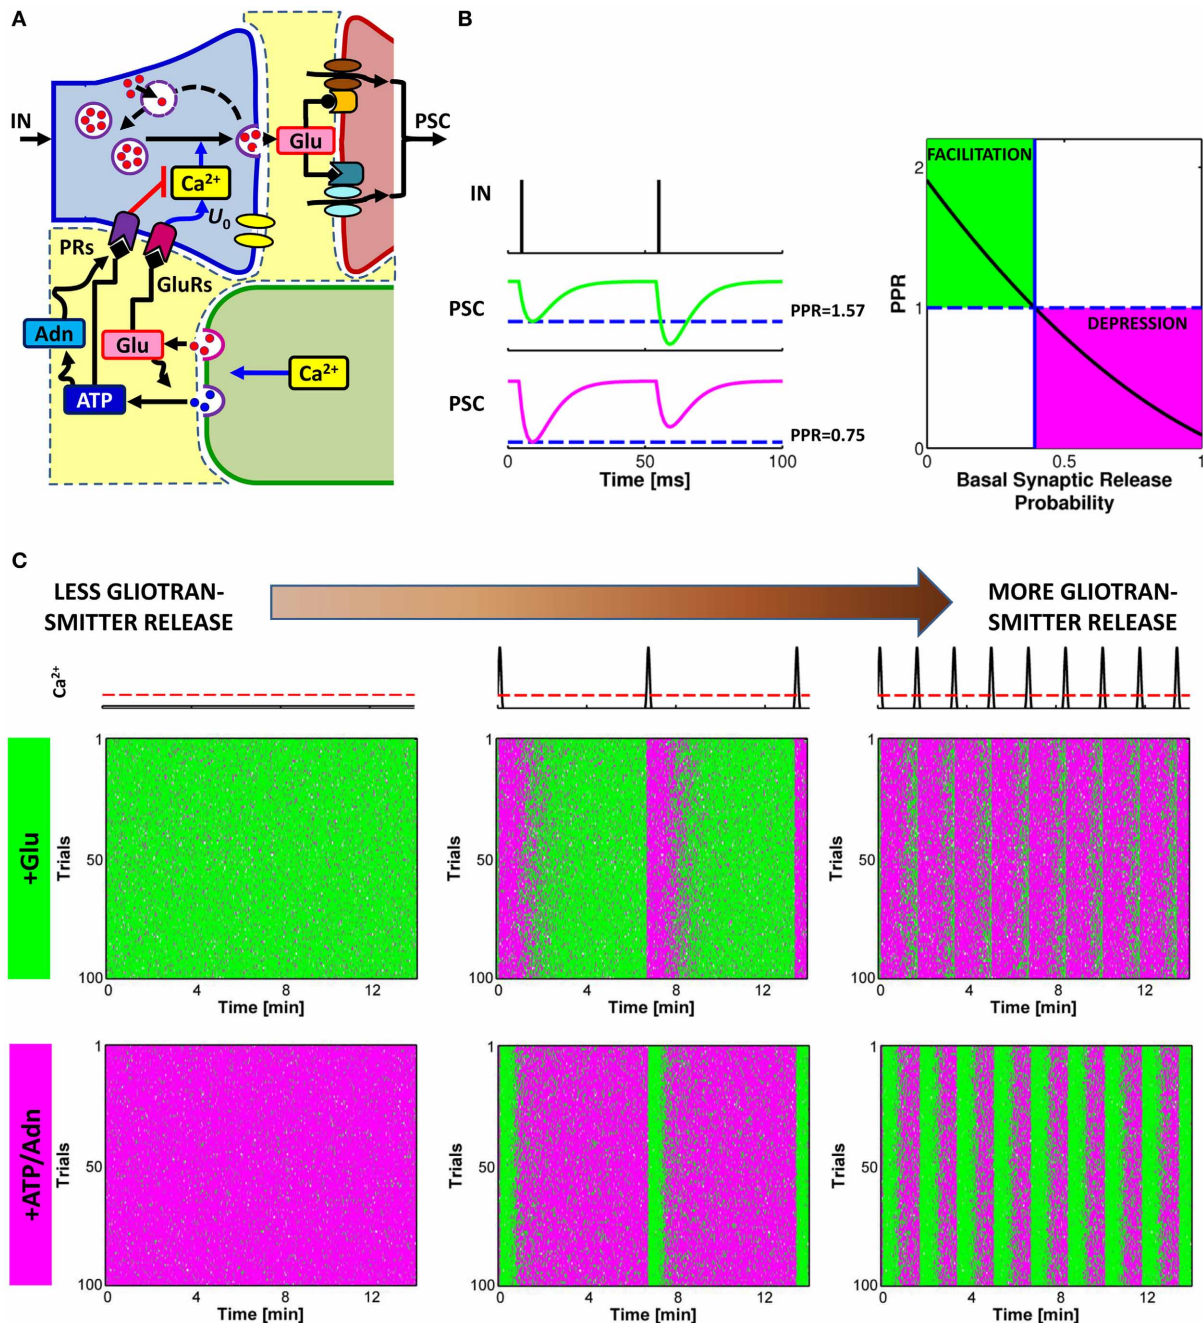 A
IN
Glu
PSC
Ca2+
U0
PRs
GluRs
Adn
Glu
ATP
Ca2+
B
IN
PSC
PPR=1.57
PSC
PPR=0.75
0
50
100
Time [ms]
2
1
0
PPR
FACILITATION
DEPRESSION
0
0.5
1
Basal Synaptic Release
Probability
C
LESS GLIOTRAN-
SMITTER RELEASE
MORE GLIOTRAN-
SMITTER RELEASE
Ca2+
+Glu
Trials
1
50
100
0
4
8
12
Time [min]
Trials
1
50
100
0
4
8
12
Time [min]
Trials
1
50
100
0
4
8
12
Time [min]
+ATP/Adn
Trials
1
50
100
0
4
8
12
Time [min]
Trials
1
50
100
0
4
8
12
Time [min]
Trials
1
50
100
0
4
8
12
Time [min]